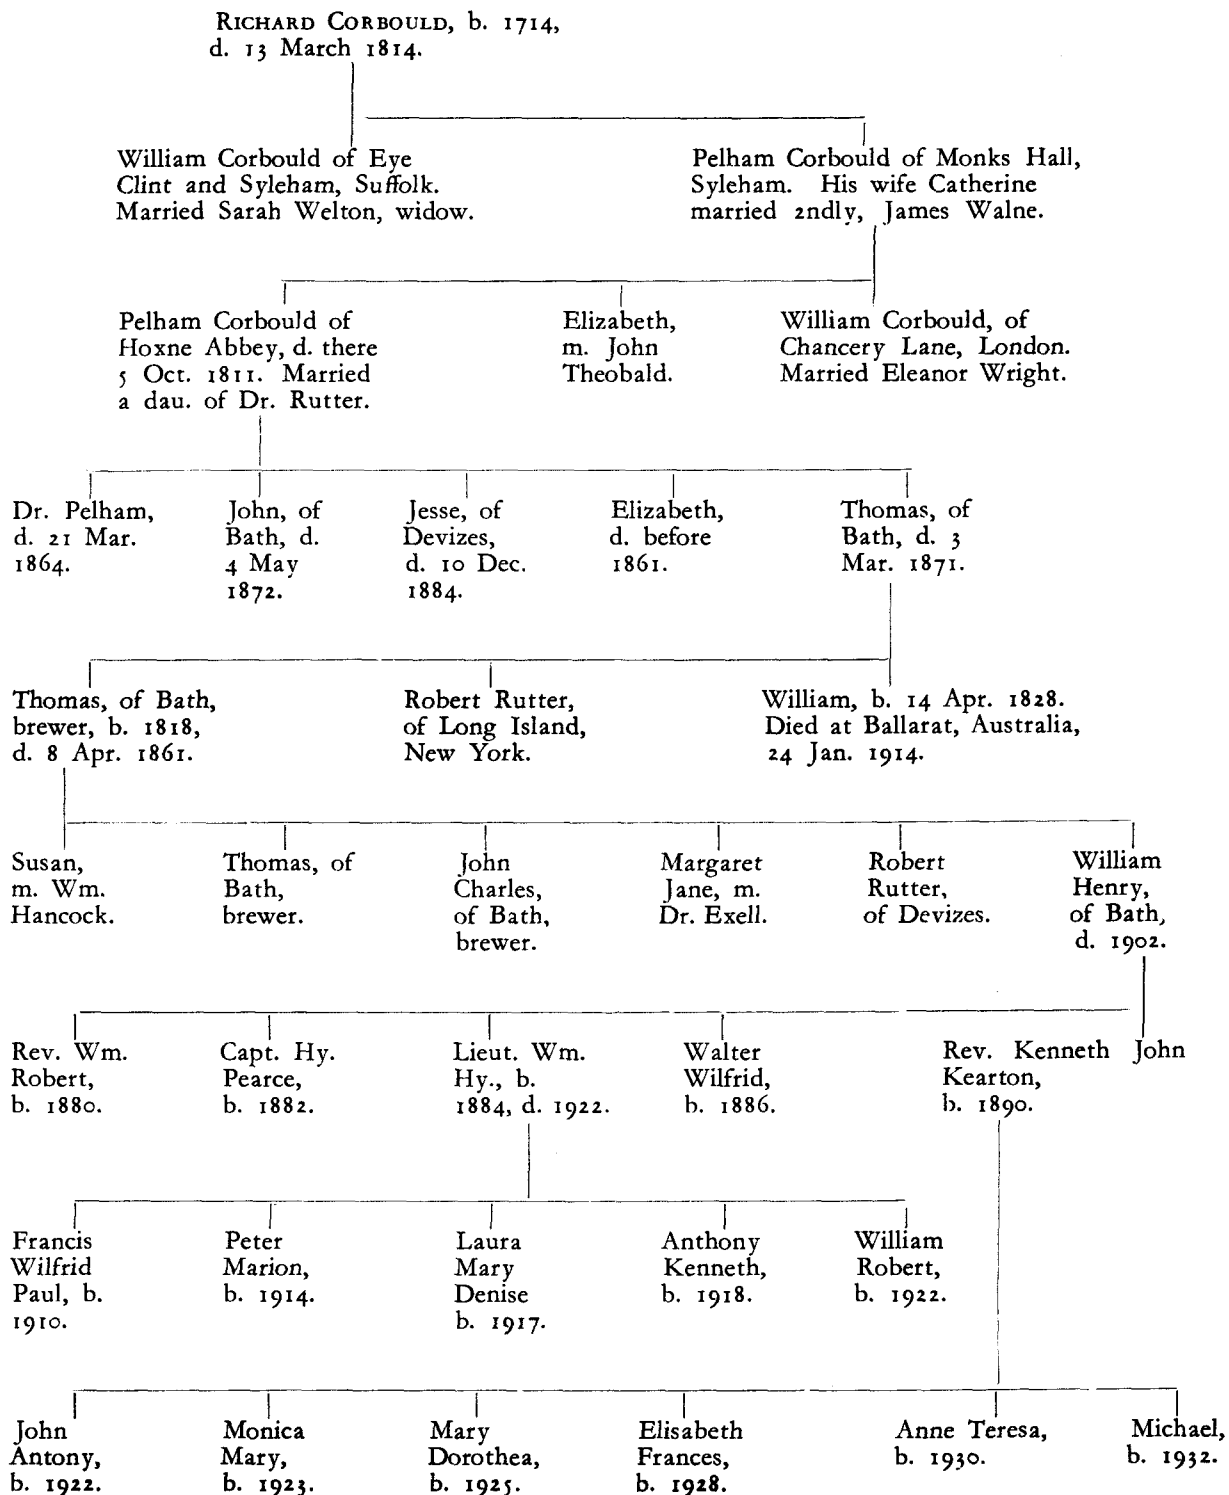 RICHARD CORBOULD, b. 1714,
d. 13 March 1814.
William Corbould of Eye
Clint and Syleham, Suffolk.
Married Sarah Welton, widow.
Pelham Corbould of Monks Hall,
Syleham. His wife Catherine
married 2ndly, James Walne.
Pelham Corbould of
Hoxne Abbey, d. there
5 Oct. 1811. Married
a dau. of Dr. Rutter.
Elizabeth,
m. John
Theobald.
William Corbould, of
Chancery Lane, London.
Married Eleanor Wright.
Dr. Pelham,
d. 21 Mar.
1864.
John, of
Bath, d.
4 May
1872.
Jesse, of
Devizes,
d. 10 Dec.
1884.
Elizabeth,
d. before
1861.
Thomas, of
Bath, d. 3
Mar. 1871.
Thomas, of Bath,
brewer, b. 1818,
d. 8 Apr. 1861.
Robert Rutter,
of Long Island,
New York.
William, b. 14 Apr. 1828.
Died at Ballarat, Australia,
24 Jan. 1914.
Susan,
m. Wm.
Hancock.
Thomas, of
Bath,
brewer.
John
Charles,
of Bath,
brewer.
Margaret
Jane, m.
Dr. Exell.
Robert
Rutter,
of Devizes.
William
Henry,
of Bath,
d. 1902.
Rev. Wm.
Robert,
b. 1880.
Capt. Hy.
Pearce,
b. 1882.
Lieut. Wm.
Hy., b.
1884, d. 1922.
Walter
Wilfrid,
b. 1886.
Rev. Kenneth John
Kearton,
b. 1890.
Francis
Wilfrid
Paul, b.
1910.
Peter
Marion,
b. 1914.
Laura
Mary
Denise
b. 1917.
Anthony
Kenneth,
b. 1918.
William
Robert,
b. 1922.
John
Antony,
b. 1922.
Monica
Mary,
b. 1923.
Mary
Dorothea,
b. 1925.
Elisabeth
Frances,
b. 1928.
Anne Teresa,
b. 1930.
Michael,
b. 1932.